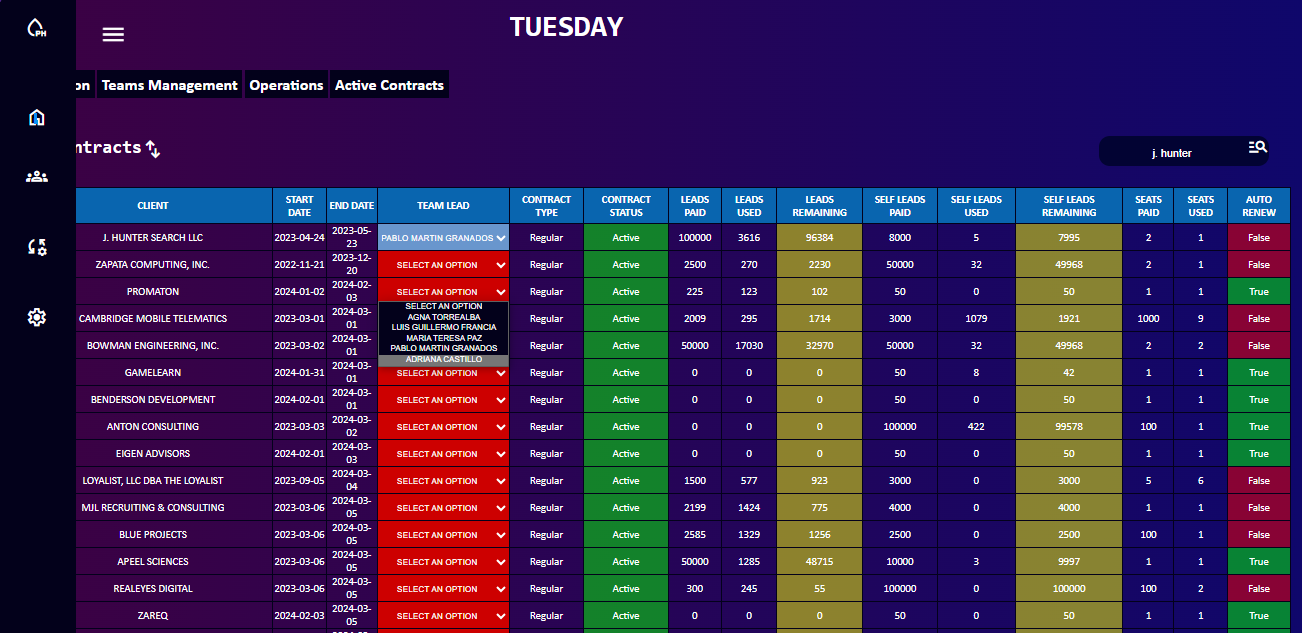 PH
TUESDAY
on Teams Management Operations Active Contracts
ntracts
j. hunter
CLIENT START DATE END DATE TEAM LEAD CONTRACT TYPE CONTRACT STATUS LEADS PAID LEADS USED LEADS REMAINING SELF LEADS PAID SELF LEADS USED SELF LEADS REMAINING SEATS PAID SEATS USED AUTO RENEW
J. HUNTER SEARCH LLC 2023-04-24 2023-05-23 PABLO MARTIN GRANADOS Regular Active 100000 3616 96384 8000 5 7995 2 1 False
ZAPATA COMPUTING, INC. 2022-11-21 2023-12-20 SELECT AN OPTION Regular Active 2500 270 2230 50000 32 49968 2 1 False
PROMATON 2024-01-02 2024-02-03 SELECT AN OPTION Regular Active 225 123 102 50 0 50 1 1 True
SELECT AN OPTION
AGNA TORREALBA
LUIS GUILLERMO FRANCIA
MARIA TERESA PAZ
PABLO MARTIN GRANADOS
ADRIANA CASTILLO
CAMBRIDGE MOBILE TELEMATICS 2023-03-01 2024-03-01 Regular Active 2009 295 1714 3000 1079 1921 1000 9 False
BOWMAN ENGINEERING, INC. 2023-03-02 2024-03-01 Regular Active 50000 17030 32970 50000 32 49968 2 2 False
GAMELEARN 2024-01-31 2024-03-01 SELECT AN OPTION Regular Active 0 0 0 50 8 42 1 1 True
BENDERSON DEVELOPMENT 2024-02-01 2024-03-01 SELECT AN OPTION Regular Active 0 0 0 50 0 50 1 1 True
ANTON CONSULTING 2023-03-03 2024-03-02 SELECT AN OPTION Regular Active 0 0 0 100000 422 99578 100 1 True
EIGEN ADVISORS 2024-02-01 2024-03-03 SELECT AN OPTION Regular Active 0 0 0 50 0 50 1 1 True
LOYALIST, LLC DBA THE LOYALIST 2023-09-05 2024-03-04 SELECT AN OPTION Regular Active 1500 577 923 3000 0 3000 5 6 False
MJL RECRUITING & CONSULTING 2023-03-06 2024-03-05 SELECT AN OPTION Regular Active 2199 1424 775 4000 0 4000 1 1 False
BLUE PROJECTS 2023-03-06 2024-03-05 SELECT AN OPTION Regular Active 2585 1329 1256 2500 0 2500 100 1 False
APEEL SCIENCES 2023-03-06 2024-03-05 SELECT AN OPTION Regular Active 50000 1285 48715 10000 3 9997 1 1 True
REALEYES DIGITAL 2023-03-06 2024-03-05 SELECT AN OPTION Regular Active 300 245 55 100000 0 100000 100 2 False
ZAREQ 2024-02-03 2024-03-05 SELECT AN OPTION Regular Active 0 0 0 50 0 50 1 1 True